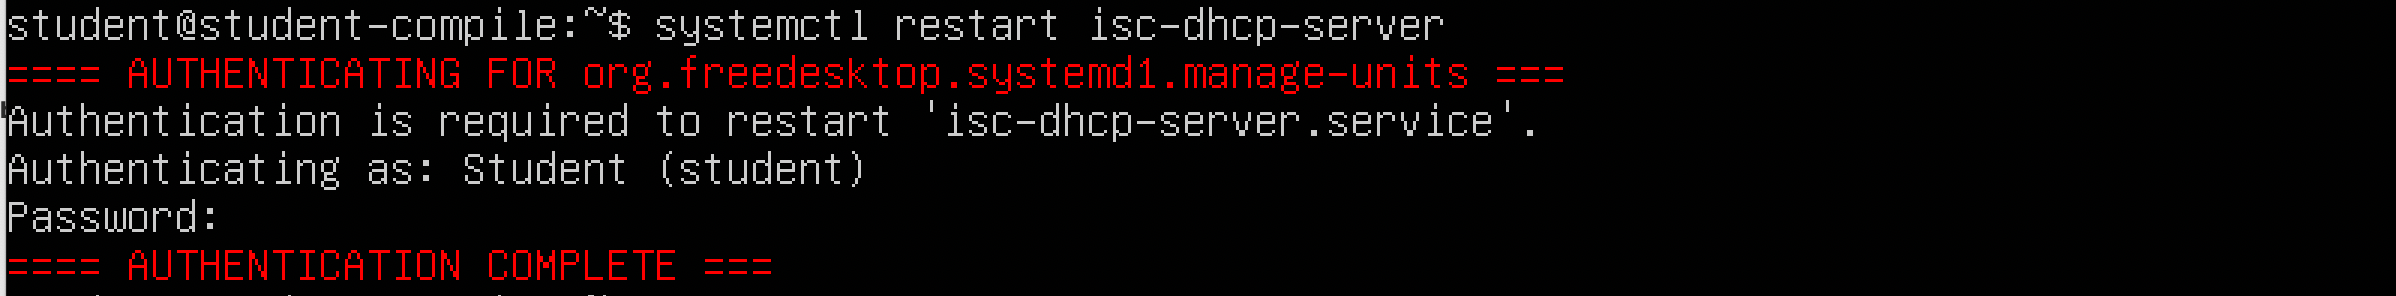 student@student-compile:~$ systemctl restart isc-dhcp-server
==== AUTHENTICATING FOR org.freedesktop.systemd1.manage-units ===
Authentication is required to restart 'isc-dhcp-server.service'.
Authenticating as: Student (student)
Password:
==== AUTHENTICATION COMPLETE ===